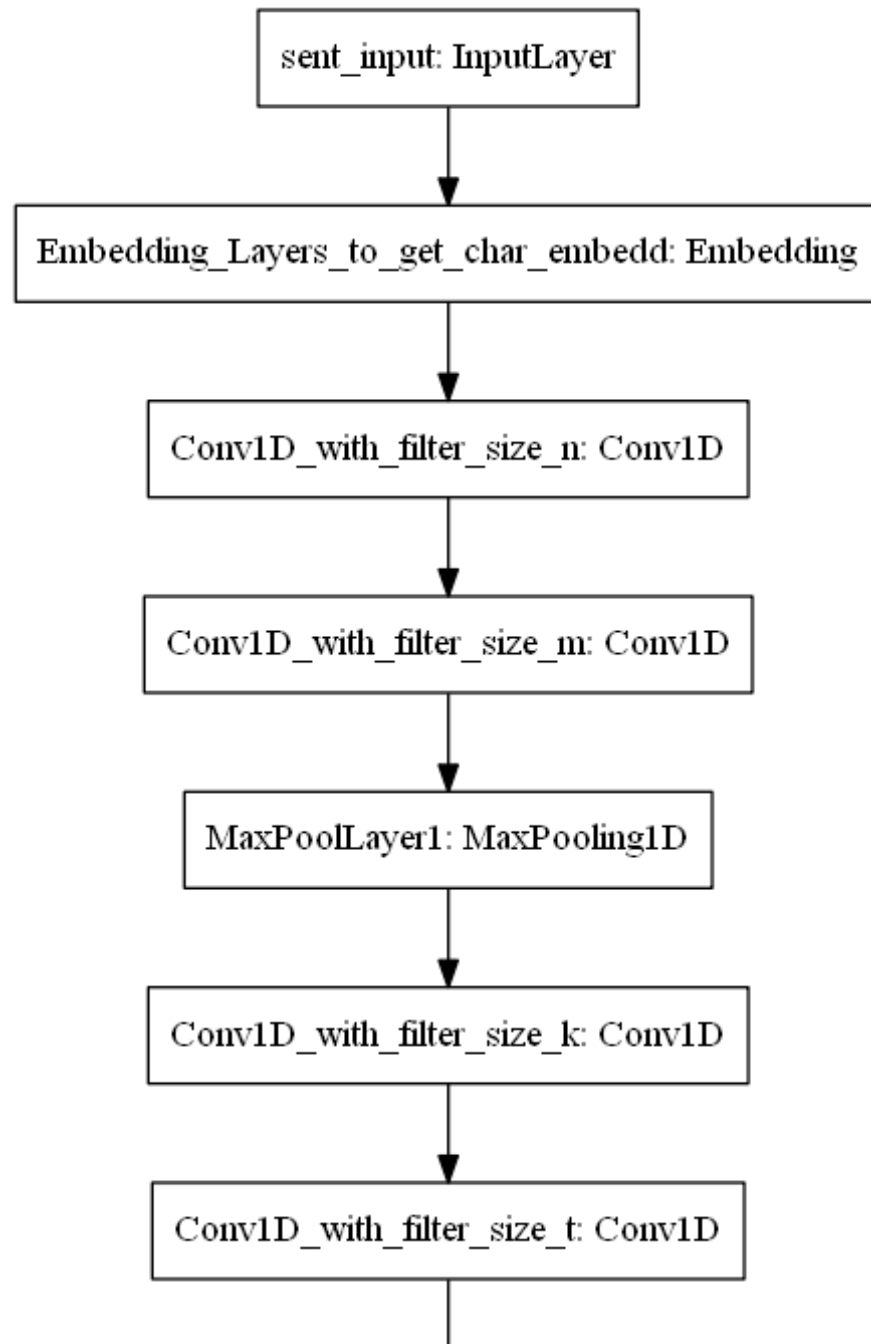 sent_input: InputLayer
Embedding_Layers_to_get_char_embedd: Embedding
Conv1D_with_filter_size_n: Conv1D
Conv1D_with_filter_size_m: Conv1D
MaxPoolLayer1: MaxPooling1D
Conv1D_with_filter_size_k: Conv1D
Conv1D_with_filter_size_t: Conv1D